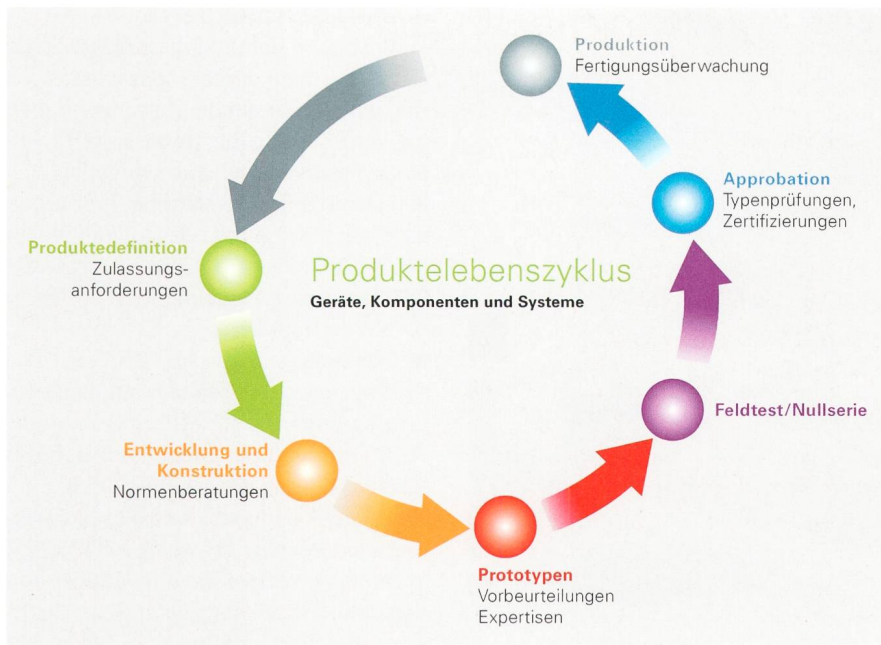 Produktion
Fertigungsüberwachung
Approbation
Typenprüfungen,
Zertifizierungen
Produktedefinition
Zulassungs-
anforderungen
Produktelebenszyklus
Geräte, Komponenten und Systeme
Feldtest/Nullserie
Entwicklung und
Konstruktion
Normenberatungen
Prototypen
Vorbeurteilungen
Expertisen